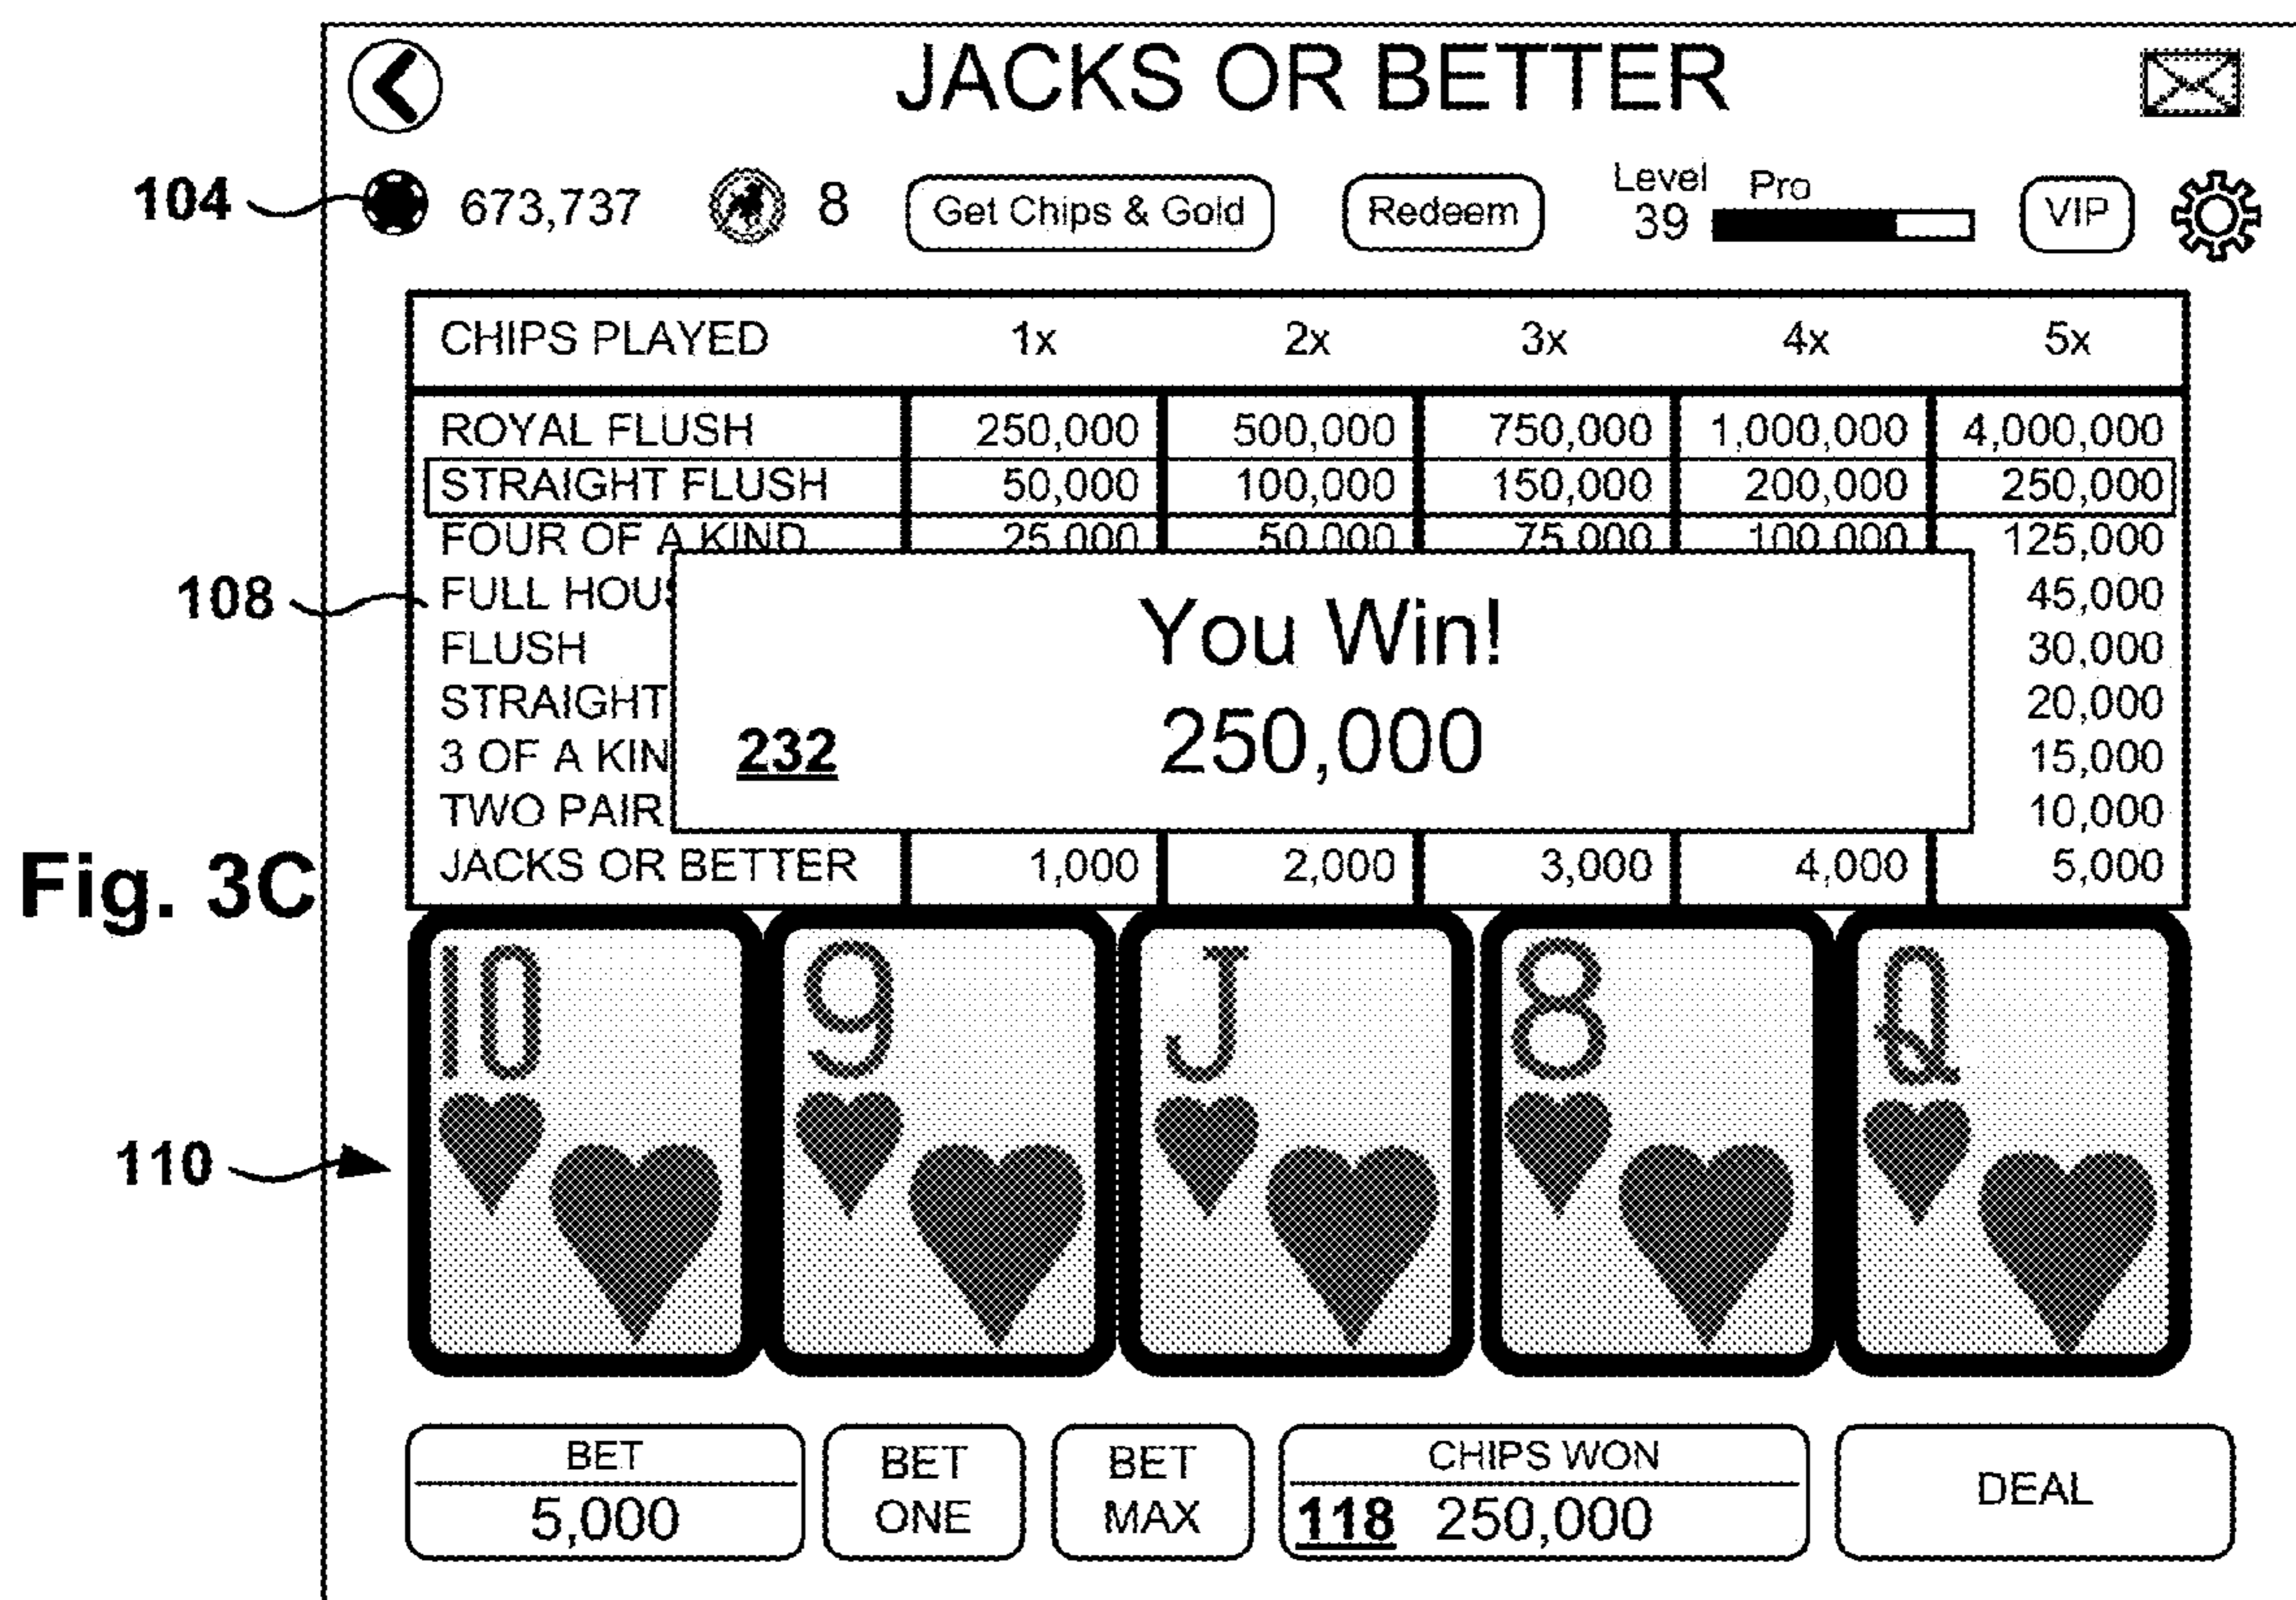 JACKS OR BETTER
104 673,737 8 Get Chips & Gold Redeem Level 39 Pro VIP
CHIPS PLAYED 1x 2x 3x 4x 5x
ROYAL FLUSH 250,000 500,000 750,000 1,000,000 4,000,000
STRAIGHT FLUSH 50,000 100,000 150,000 200,000 250,000
FOUR OF A KIND 25,000 50,000 75,000 100,000 125,000
108 FULL HOUS 45,000
You Win!
FLUSH 30,000
STRAIGHT 20,000
232 250,000
3 OF A KIN 15,000
TWO PAIR 10,000
JACKS OR BETTER 1,000 2,000 3,000 4,000 5,000
Fig. 3C
10 9 J 8 Q
110
BET BET BET CHIPS WON DEAL
5,000 ONE MAX 118 250,000